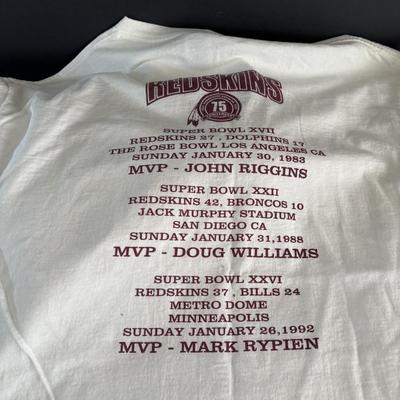 REDSKINS
75
SUPER BOWL XVII
REDSKINS 27 , DOLPHINS 17
THE ROSE BOWL LOS ANGELES CA
SUNDAY JANUARY 30, 1983
MVP - JOHN RIGGINS
SUPER BOWL XXII
REDSKINS 42, BRONCOS 10
JACK MURPHY STADIUM
SAN DIEGO CA
SUNDAY JANUARY 31,1988
MVP - DOUG WILLIAMS
SUPER BOWL XXVI
REDSKINS 37 , BILLS 24
METRO DOME
MINNEAPOLIS
SUNDAY JANUARY 26,1992
MVP - MARK RYPIEN